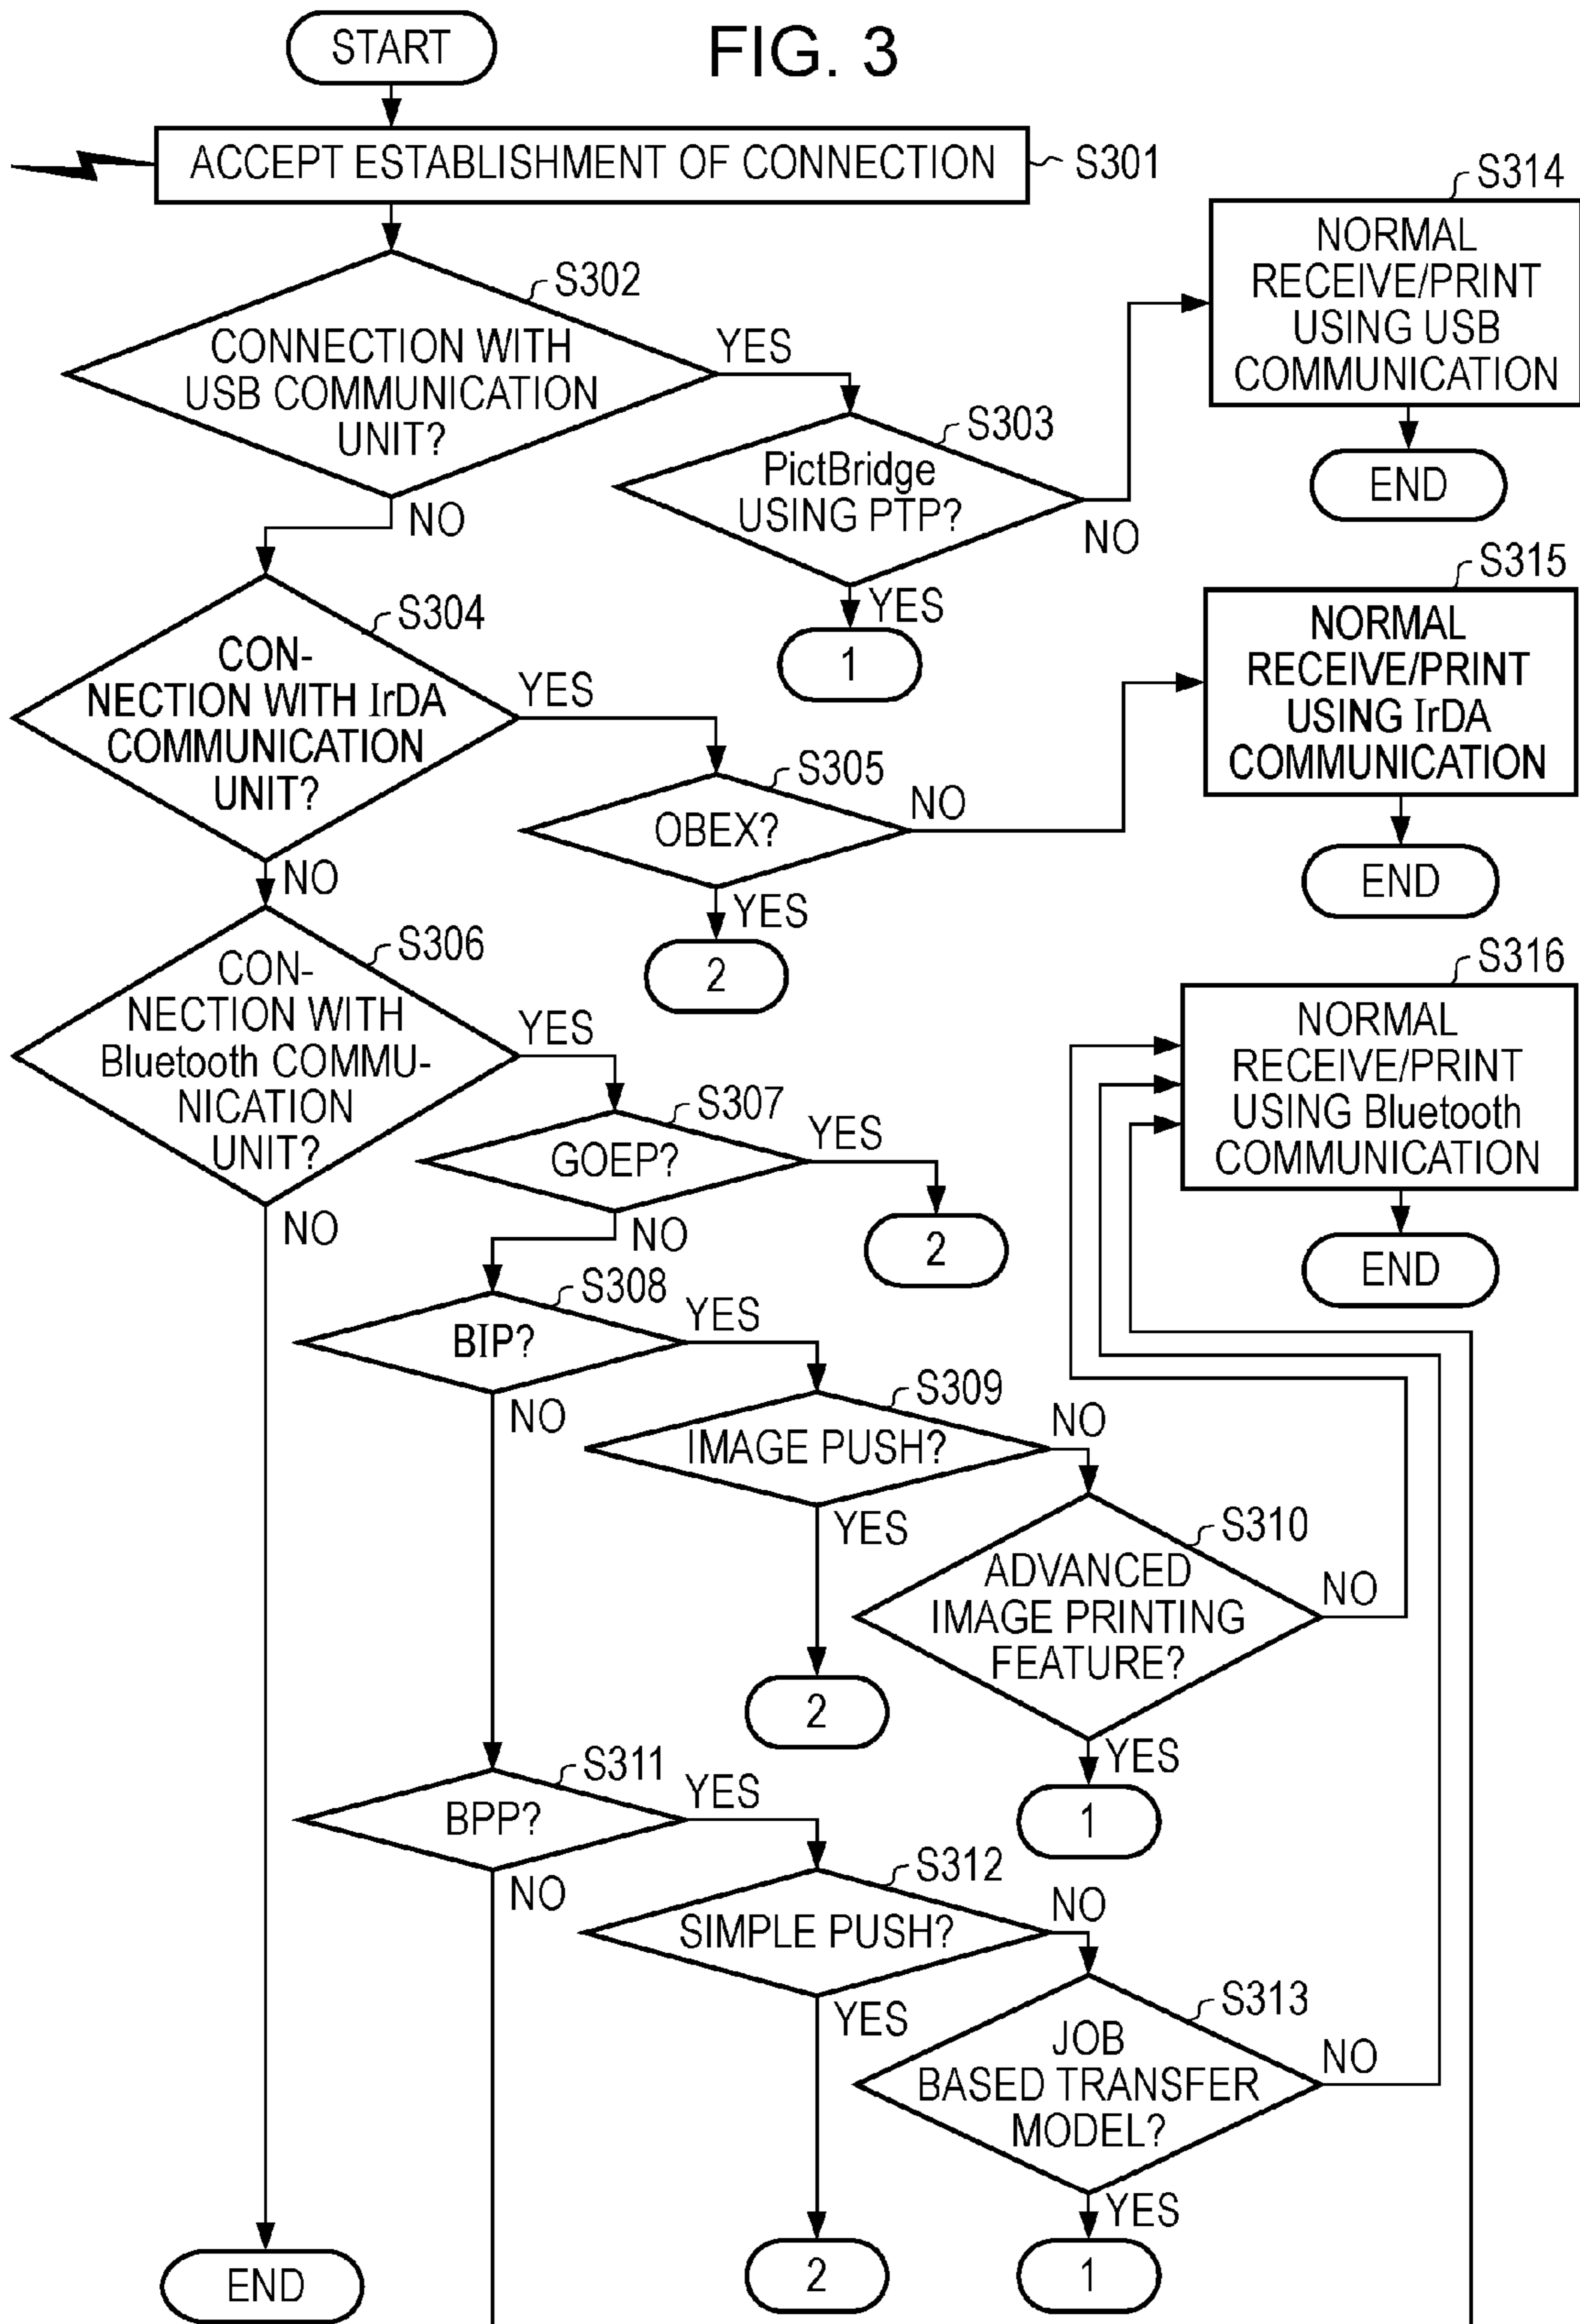 FIG. 3
START
ACCEPT ESTABLISHMENT OF CONNECTION
S301
S302
CONNECTION WITH
USB COMMUNICATION
UNIT?
YES
NO
S303
PictBridge
USING PTP?
NO
YES
1
S314
NORMAL
RECEIVE/PRINT
USING USB
COMMUNICATION
END
S304
CON-
NECTION WITH IrDA
COMMUNICATION
UNIT?
YES
NO
S305
OBEX?
NO
YES
2
S315
NORMAL
RECEIVE/PRINT
USING IrDA
COMMUNICATION
END
S306
CON-
NECTION WITH
Bluetooth COMMU-
NICATION
UNIT?
YES
NO
S307
GOEP?
YES
2
NO
S316
NORMAL
RECEIVE/PRINT
USING Bluetooth
COMMUNICATION
END
S308
BIP?
YES
NO
S309
IMAGE PUSH?
NO
YES
2
S310
ADVANCED
IMAGE PRINTING
FEATURE?
NO
YES
1
S311
BPP?
YES
NO
S312
SIMPLE PUSH?
NO
YES
2
S313
JOB
BASED TRANSFER
MODEL?
NO
YES
1
END